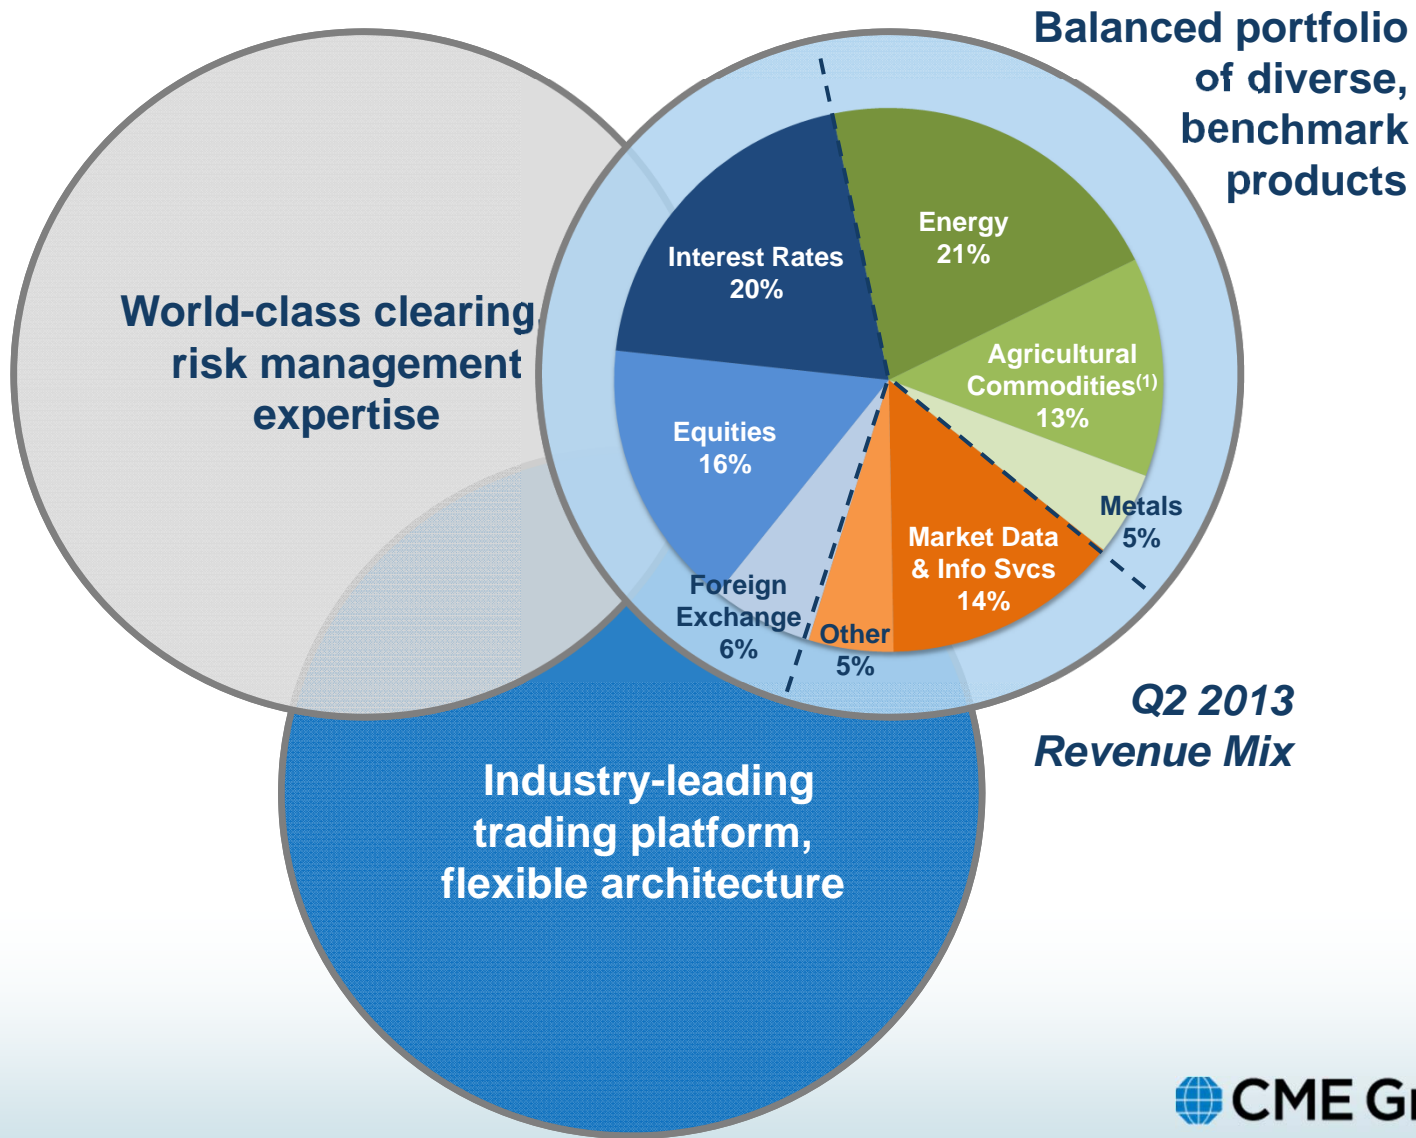 Balanced portfolio
of diverse,
benchmark
products
World-class clearing,
risk management
expertise
Energy
21%
Interest Rates
20%
Agricultural
Commodities(1)
13%
Equities
16%
Metals
5%
Market Data
& Info Svcs
14%
Foreign
Exchange
6%
Other
5%
Q2 2013
Revenue Mix
Industry-leading
trading platform,
flexible architecture
CME